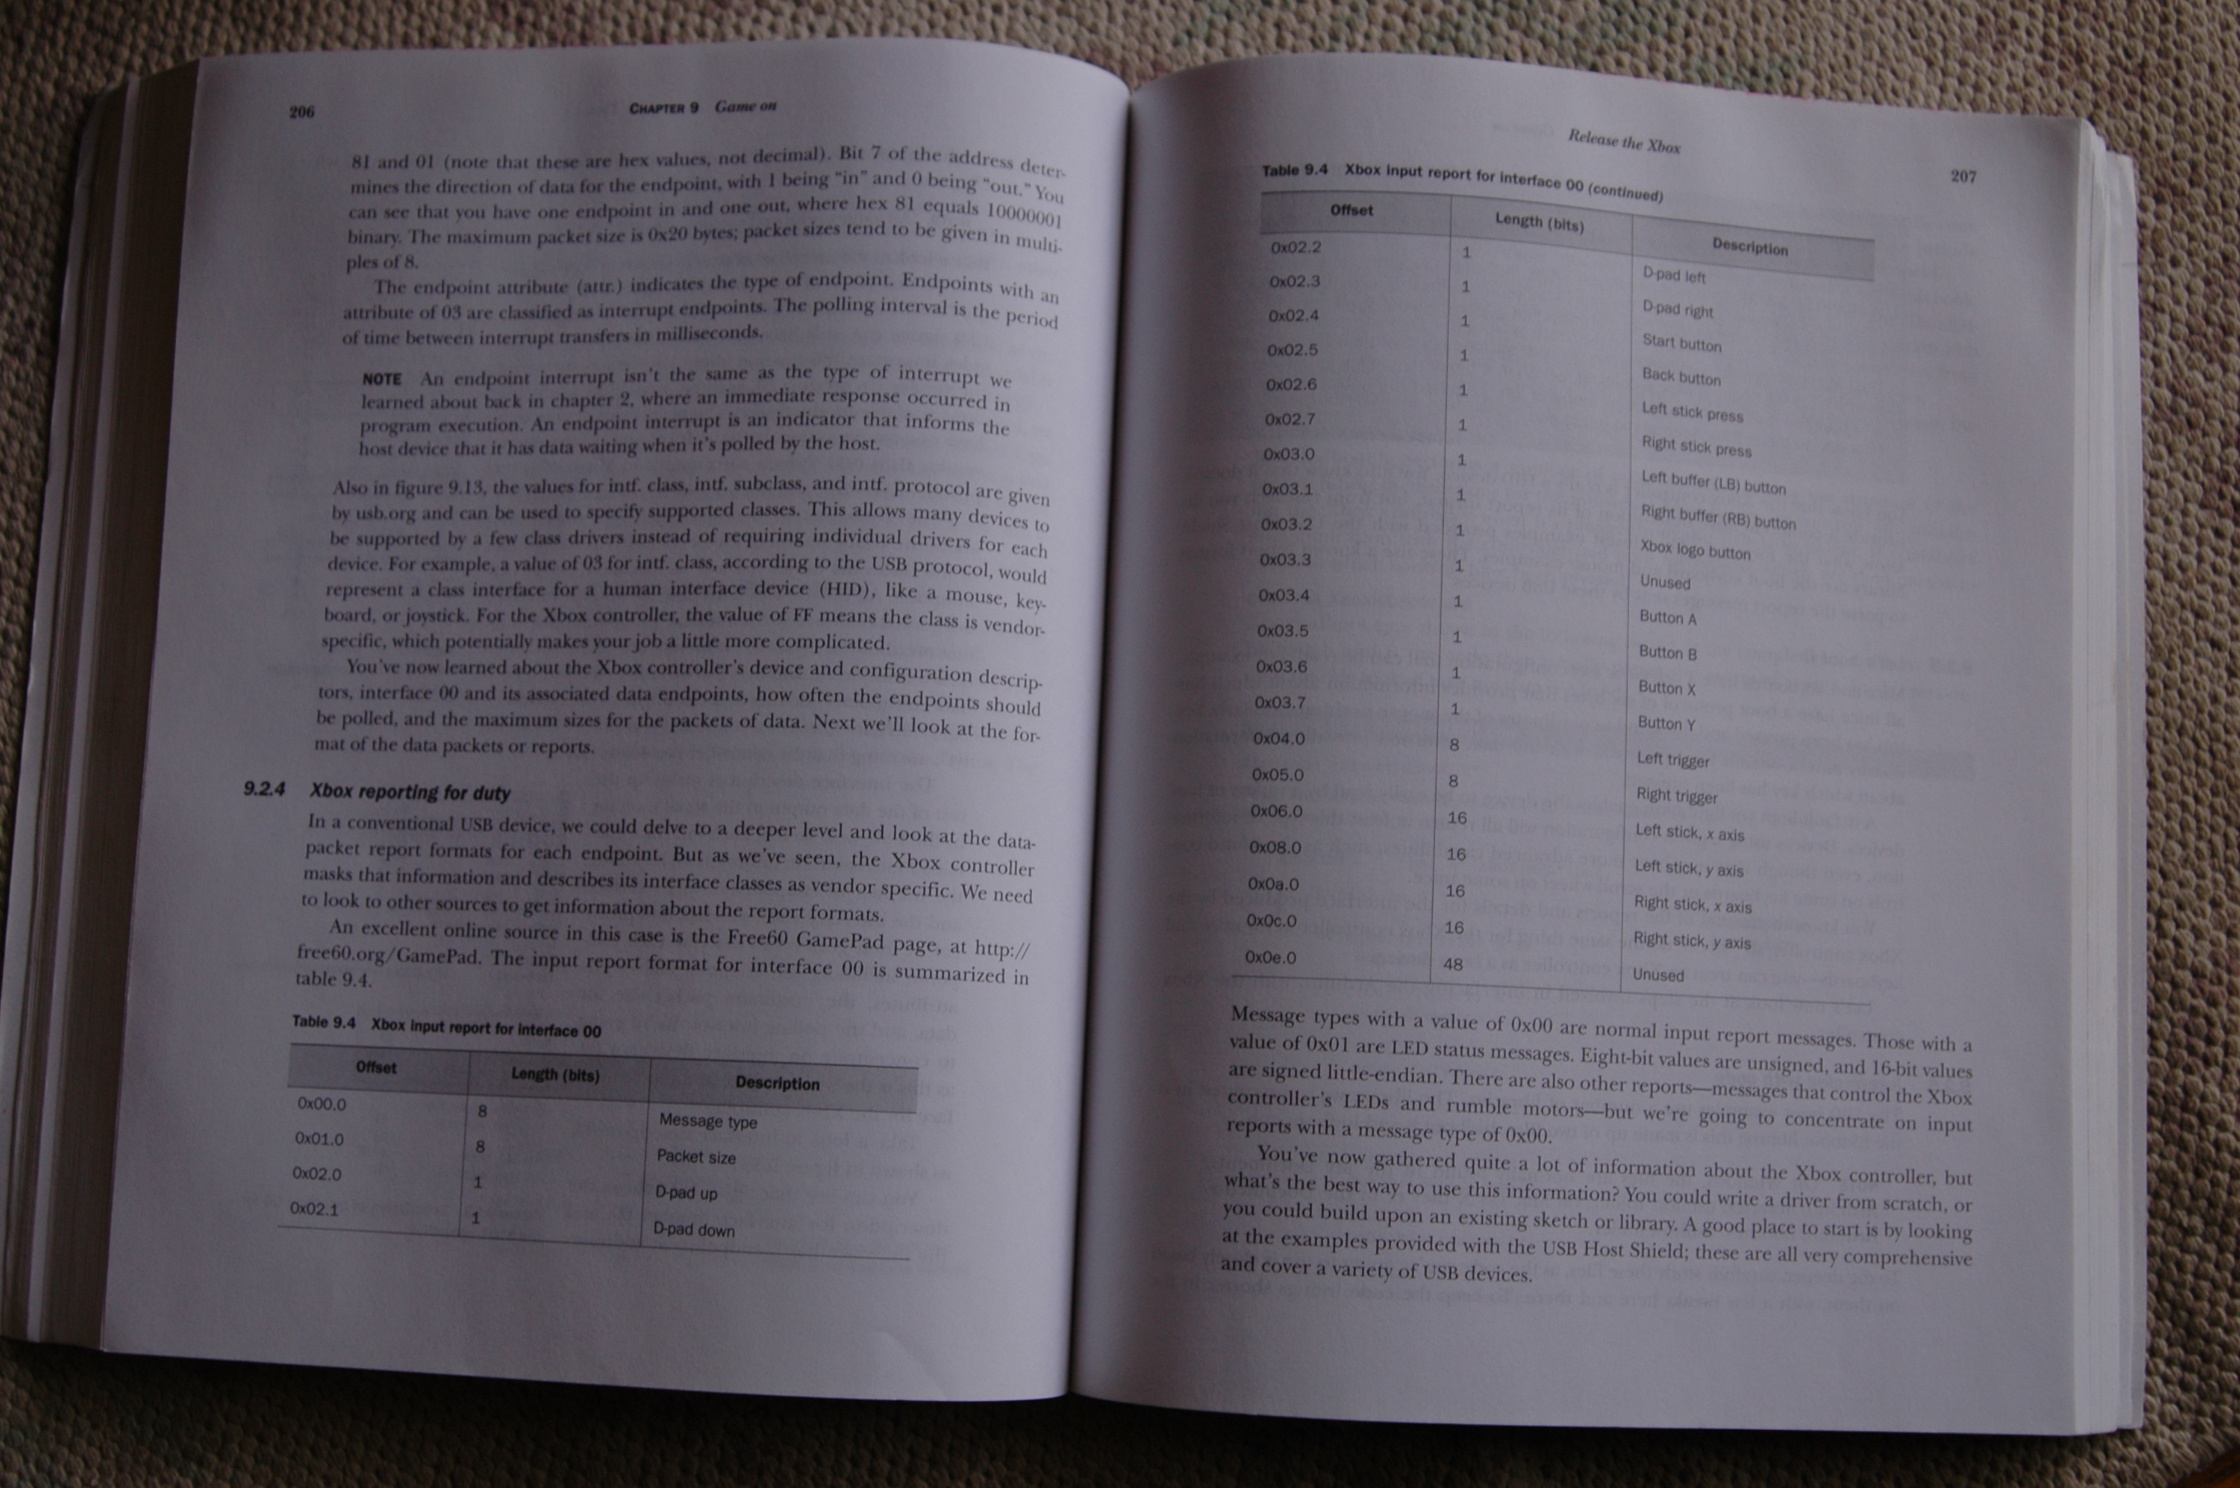 206 CHAPTER 9 Game on
81 and 01 (note that these are hex values, not decimal). Bit 7 of the address deter-
mines the direction of data for the endpoint, with 1 being "in" and 0 being "out." You
can see that you have one endpoint in and one out, where hex 81 equals 10000001
binary. The maximum packet size is 0x20 bytes; packet sizes tend to be given in multi-
ples of 8.
The endpoint attribute (attr.) indicates the type of endpoint. Endpoints with an
attribute of 03 are classified as interrupt endpoints. The polling interval is the period
of time between interrupt transfers in milliseconds.
NOTE An endpoint interrupt isn't the same as the type of interrupt we
learned about back in chapter 2, where an immediate response occurred in
program execution. An endpoint interrupt is an indicator that informs the
host device that it has data waiting when it's polled by the host.
Also in figure 9.13, the values for intf. class, intf. subclass, and intf. protocol are given
by usb.org and can be used to specify supported classes. This allows many devices to
be supported by a few class drivers instead of requiring individual drivers for each
device. For example, a value of 03 for intf. class, according to the USB protocol, would
represent a class interface for a human interface device (HID), like a mouse, key-
board, or joystick. For the Xbox controller, the value of FF means the class is vendor-
specific, which potentially makes your job a little more complicated.
You've now learned about the Xbox controller's device and configuration descrip-
tors, interface 00 and its associated data endpoints, how often the endpoints should
be polled, and the maximum sizes for the packets of data. Next we'll look at the for-
mat of the data packets or reports.
9.2.4 Xbox reporting for duty
In a conventional USB device, we could delve to a deeper level and look at the data-
packet report formats for each endpoint. But as we've seen, the Xbox controller
masks that information and describes its interface classes as vendor specific. We need
to look to other sources to get information about the report formats.
An excellent online source in this case is the Free60 GamePad page, at http://
free60.org/GamePad. The input report format for interface 00 is summarized in
table 9.4.
Table 9.4 Xbox input report for interface 00
Offset Length (bits) Description
0x00.0 8 Message type
0x01.0 8 Packet size
0x02.0 1 D-pad up
0x02.1 1 D-pad down
Release the Xbox 207
Table 9.4 Xbox input report for interface 00 (continued)
Offset Length (bits) Description
0x02.2 1 D-pad left
0x02.3 1 D-pad right
0x02.4 1 Start button
0x02.5 1 Back button
0x02.6 1 Left stick press
0x02.7 1 Right stick press
0x03.0 1 Left buffer (LB) button
0x03.1 1 Right buffer (RB) button
0x03.2 1 Xbox logo button
0x03.3 1 Unused
0x03.4 1 Button A
0x03.5 1 Button B
0x03.6 1 Button X
0x03.7 1 Button Y
0x04.0 8 Left trigger
0x05.0 8 Right trigger
0x06.0 16 Left stick, x axis
0x08.0 16 Left stick, y axis
0x0a.0 16 Right stick, x axis
0x0c.0 16 Right stick, y axis
0x0e.0 48 Unused
Message types with a value of 0x00 are normal input report messages. Those with a
value of 0x01 are LED status messages. Eight-bit values are unsigned, and 16-bit values
are signed little-endian. There are also other reports—messages that control the Xbox
controller's LEDs and rumble motors—but we're going to concentrate on input
reports with a message type of 0x00.
You've now gathered quite a lot of information about the Xbox controller, but
what's the best way to use this information? You could write a driver from scratch, or
you could build upon an existing sketch or library. A good place to start is by looking
at the examples provided with the USB Host Shield; these are all very comprehensive
and cover a variety of USB devices.